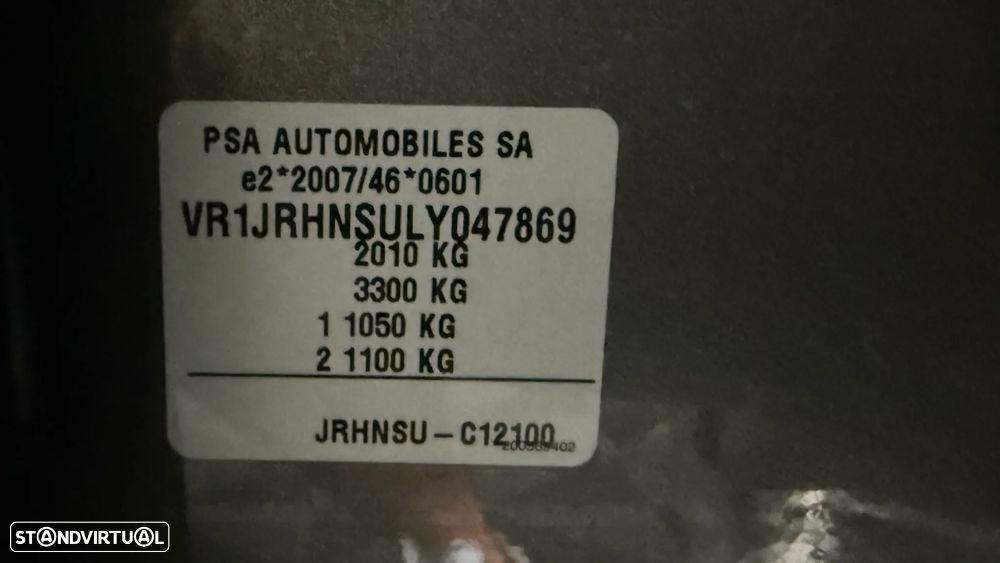 PSA AUTOMOBILES SA
e2*2007/46*0601
VR1JRHNSULY047869
2010 KG
3300 KG
1 1050 KG
2 1100 KG
JRHNSU-C12100
STANDVIRTUAL